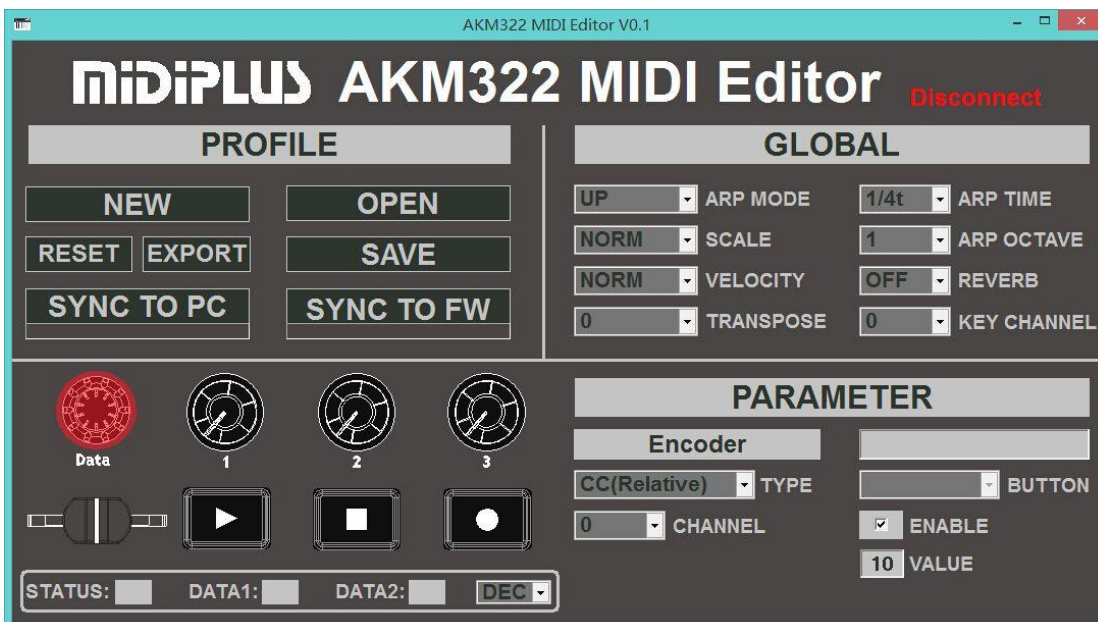 AKM322 MIDI Editor V0.1
MIDIPLUS AKM322 MIDI Editor Disconnect
PROFILE
NEW OPEN
RESET EXPORT SAVE
SYNC TO PC SYNC TO FW
GLOBAL
UP ARP MODE 1/4t ARP TIME
NORM SCALE 1 ARP OCTAVE
NORM VELOCITY OFF REVERB
0 TRANSPOSE 0 KEY CHANNEL
Data 1 2 3
STATUS: DATA1: DATA2: DEC
PARAMETER
Encoder
CC(Relative) TYPE BUTTON
0 CHANNEL ENABLE
10 VALUE